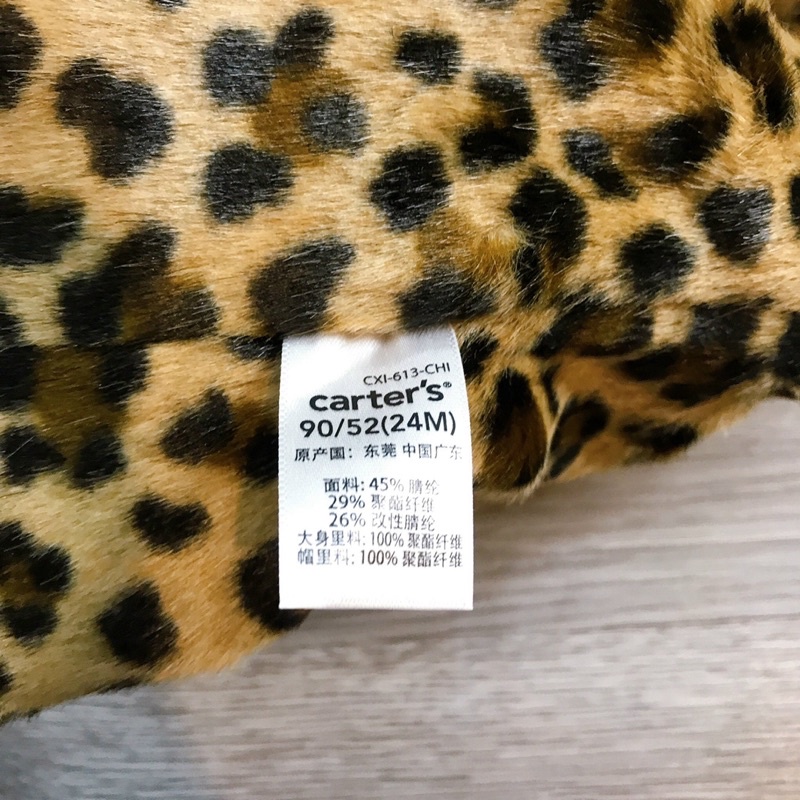 CXI-613-CHI
carter's®
90/52(24M)
原产国：东莞 中国广东
面料: 45% 腈纶
29% 聚酯纤维
26% 改性腈纶
大身里料: 100% 聚酯纤维
帽里料: 100% 聚酯纤维